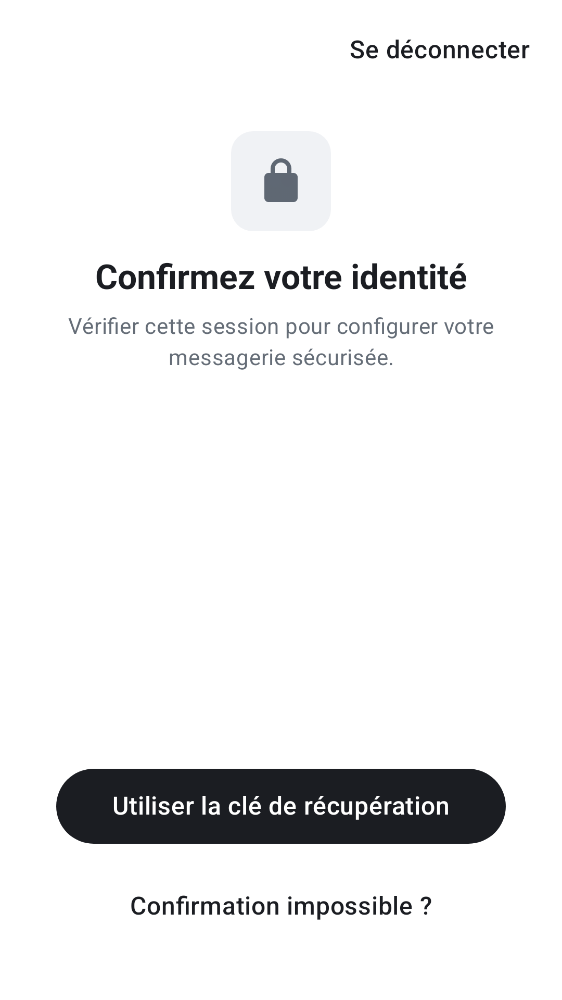 Se déconnecter
Confirmez votre identité
Vérifier cette session pour configurer votre
messagerie sécurisée.
Utiliser la clé de récupération
Confirmation impossible ?